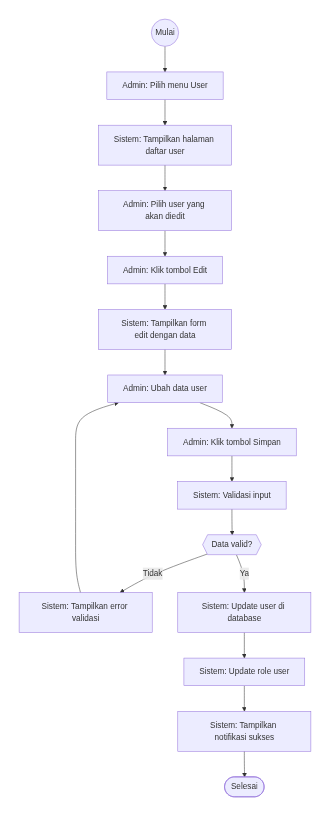 Mulai
Admin: Pilih menu User
Sistem: Tampilkan halaman
daftar user
Admin: Pilih user yang
akan diedit
Admin: Klik tombol Edit
Sistem: Tampilkan form
edit dengan data
Admin: Ubah data user
Admin: Klik tombol Simpan
Sistem: Validasi input
Data valid?
Tidak
Ya
Sistem: Tampilkan error
validasi
Sistem: Update user di
database
Sistem: Update role user
Sistem: Tampilkan
notifikasi sukses
Selesai